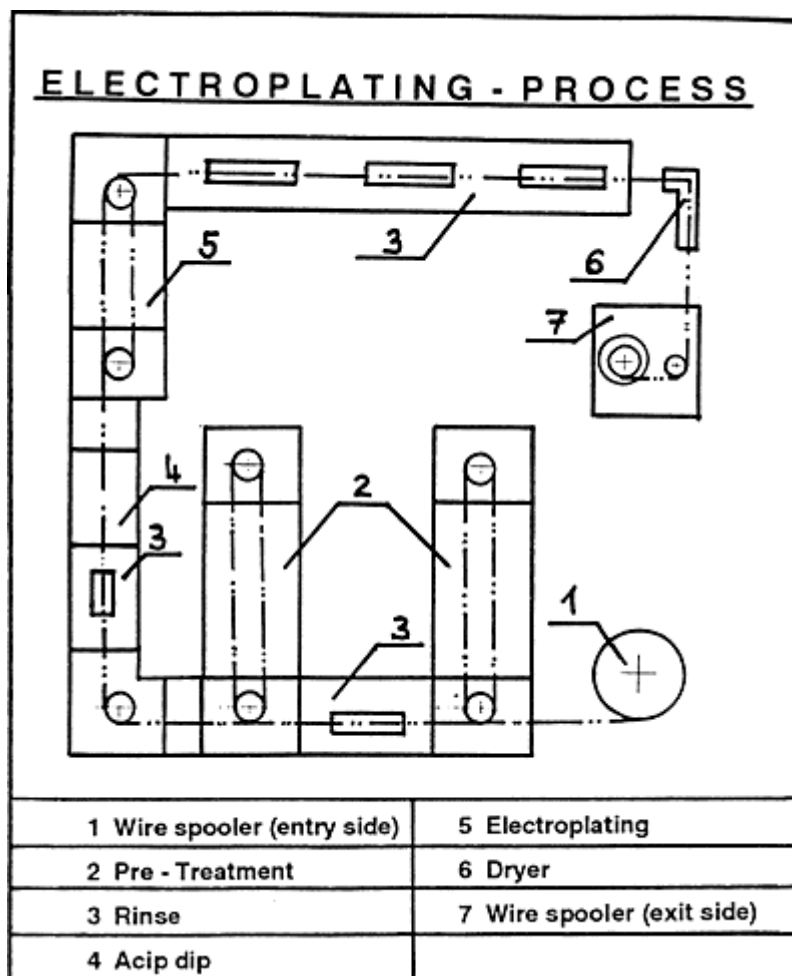 ELECTROPLATING - PROCESS
3
6
5
7
4
2
3
1
3
1 Wire spooler (entry side)
5 Electroplating
2 Pre - Treatment
6 Dryer
3 Rinse
7 Wire spooler (exit side)
4 Acip dip